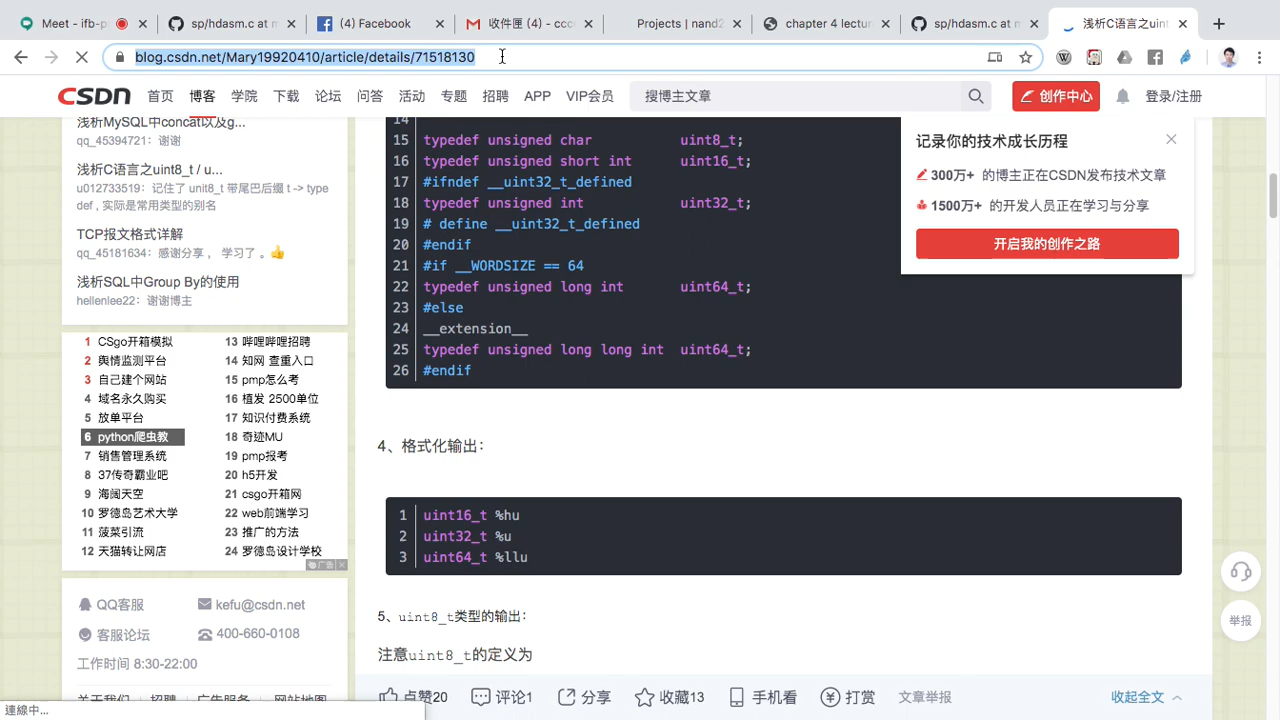 Meet - ifb-p
sp/hdasm.c at m
(4) Facebook
收件匣 (4) - ccc
Projects | nand2
chapter 4 lectur
sp/hdasm.c at m
浅析C语言之uint
blog.csdn.net/Mary19920410/article/details/71518130
CSDN 首页 博客 学院 下载 论坛 问答 活动 专题 招聘 APP VIP会员 搜博主文章 创作中心 登录/注册
浅析MySQL中concat以及g...
qq_45394721：谢谢
浅析C语言之uint8_t / u...
u012733519：记住了 unit8_t 带尾巴后缀 t -> type
def , 实际是常用类型的别名
TCP报文格式详解
qq_45181634：感谢分享 ，学习了 。👍
浅析SQL中Group By的使用
hellenlee22：谢谢博主
1 CSgo开箱模拟
2 舆情监测平台
3 自己建个网站
4 域名永久购买
5 放单平台
6 python爬虫教
7 销售管理系统
8 37传奇霸业吧
9 海阔天空
10 罗德岛艺术大学
11 菠菜引流
12 天猫转让网店
13 哔哩哔哩招聘
14 知网 查重入口
15 pmp怎么考
16 植发 2500单位
17 知识付费系统
18 奇迹MU
19 pmp报考
20 h5开发
21 csgo开箱网
22 web前端学习
23 推广的方法
24 罗德岛设计学校
广告
QQ客服
kefu@csdn.net
客服论坛
400-660-0108
工作时间 8:30-22:00
关于我们 招聘 广告服务 网站地图
連線中...
14
15 typedef unsigned char uint8_t;
16 typedef unsigned short int uint16_t;
17 #ifndef __uint32_t_defined
18 typedef unsigned int uint32_t;
19 # define __uint32_t_defined
20 #endif
21 #if __WORDSIZE == 64
22 typedef unsigned long int uint64_t;
23 #else
24 __extension__
25 typedef unsigned long long int uint64_t;
26 #endif
4、格式化输出：
1 uint16_t %hu
2 uint32_t %u
3 uint64_t %llu
5、uint8_t类型的输出：
注意uint8_t的定义为
点赞20 评论1 分享 收藏13 手机看 打赏 文章举报 收起全文
记录你的技术成长历程
300万+ 的博主正在CSDN发布技术文章
1500万+ 的开发人员正在学习与分享
开启我的创作之路
举报